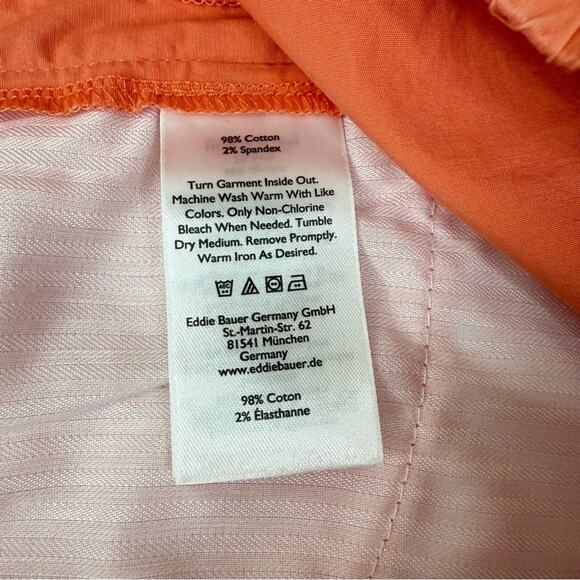 98% Cotton
2% Spandex
Turn Garment Inside Out.
Machine Wash Warm With Like
Colors. Only Non-Chlorine
Bleach When Needed. Tumble
Dry Medium. Remove Promptly.
Warm Iron As Desired.
Eddie Bauer Germany GmbH
St.-Martin-Str. 62
81541 München
Germany
www.eddiebauer.de
98% Coton
2% Élasthanne